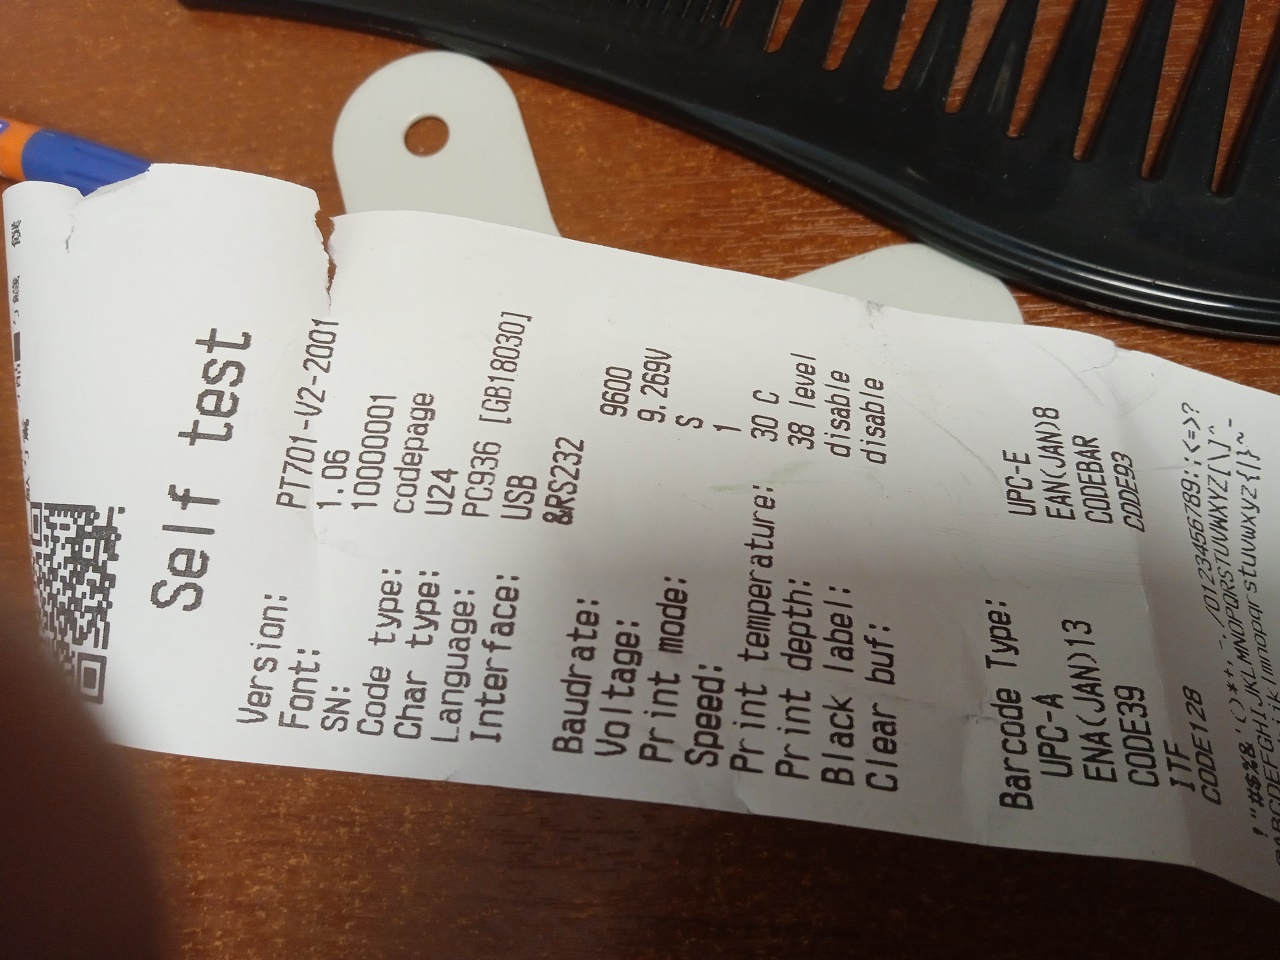 Self test
Version: PT701-V2-2001
Font: 1.06
SN: 10000001
Code type: codepage
Char type: U24
Language: PC936 [GB18030]
Interface: USB
&RS232
Baudrate: 9600
Voltage: 9.269V
Print mode: S
Speed: 1
Print temperature: 30 C
Print depth: 38 level
Black label: disable
Clear buf: disable
Barcode Type:
UPC-A UPC-E
ENA(JAN)13 EAN(JAN)8
CODE39 CODEBAR
ITF CODE93
CODE128
!"#$%&'()*+,-./0123456789:;<=>?
@ABCDEFGHIJKLMNOPQRSTUVWXYZ[\]^_
`abcdefghijklmnopqrstuvwxyz{|}~